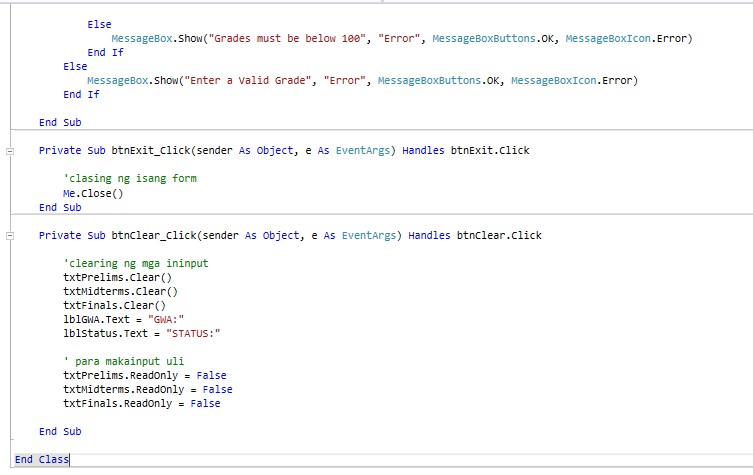 Else
MessageBox.Show("Grades must be below 100", "Error", MessageBoxButtons.OK, MessageBoxIcon.Error)
End If
Else
MessageBox.Show("Enter a Valid Grade", "Error", MessageBoxButtons.OK, MessageBoxIcon.Error)
End If
End Sub
Private Sub btnExit_Click(sender As Object, e As EventArgs) Handles btnExit.Click
'clasing ng isang form
Me.Close()
End Sub
Private Sub btnClear_Click(sender As Object, e As EventArgs) Handles btnClear.Click
'clearing ng mga ininput
txtPrelims.Clear()
txtMidterms.Clear()
txtFinals.Clear()
lblGWA.Text = "GWA:"
lblStatus.Text = "STATUS:"
' para makainput uli
txtPrelims.ReadOnly = False
txtMidterms.ReadOnly = False
txtFinals.ReadOnly = False
End Sub
End Class